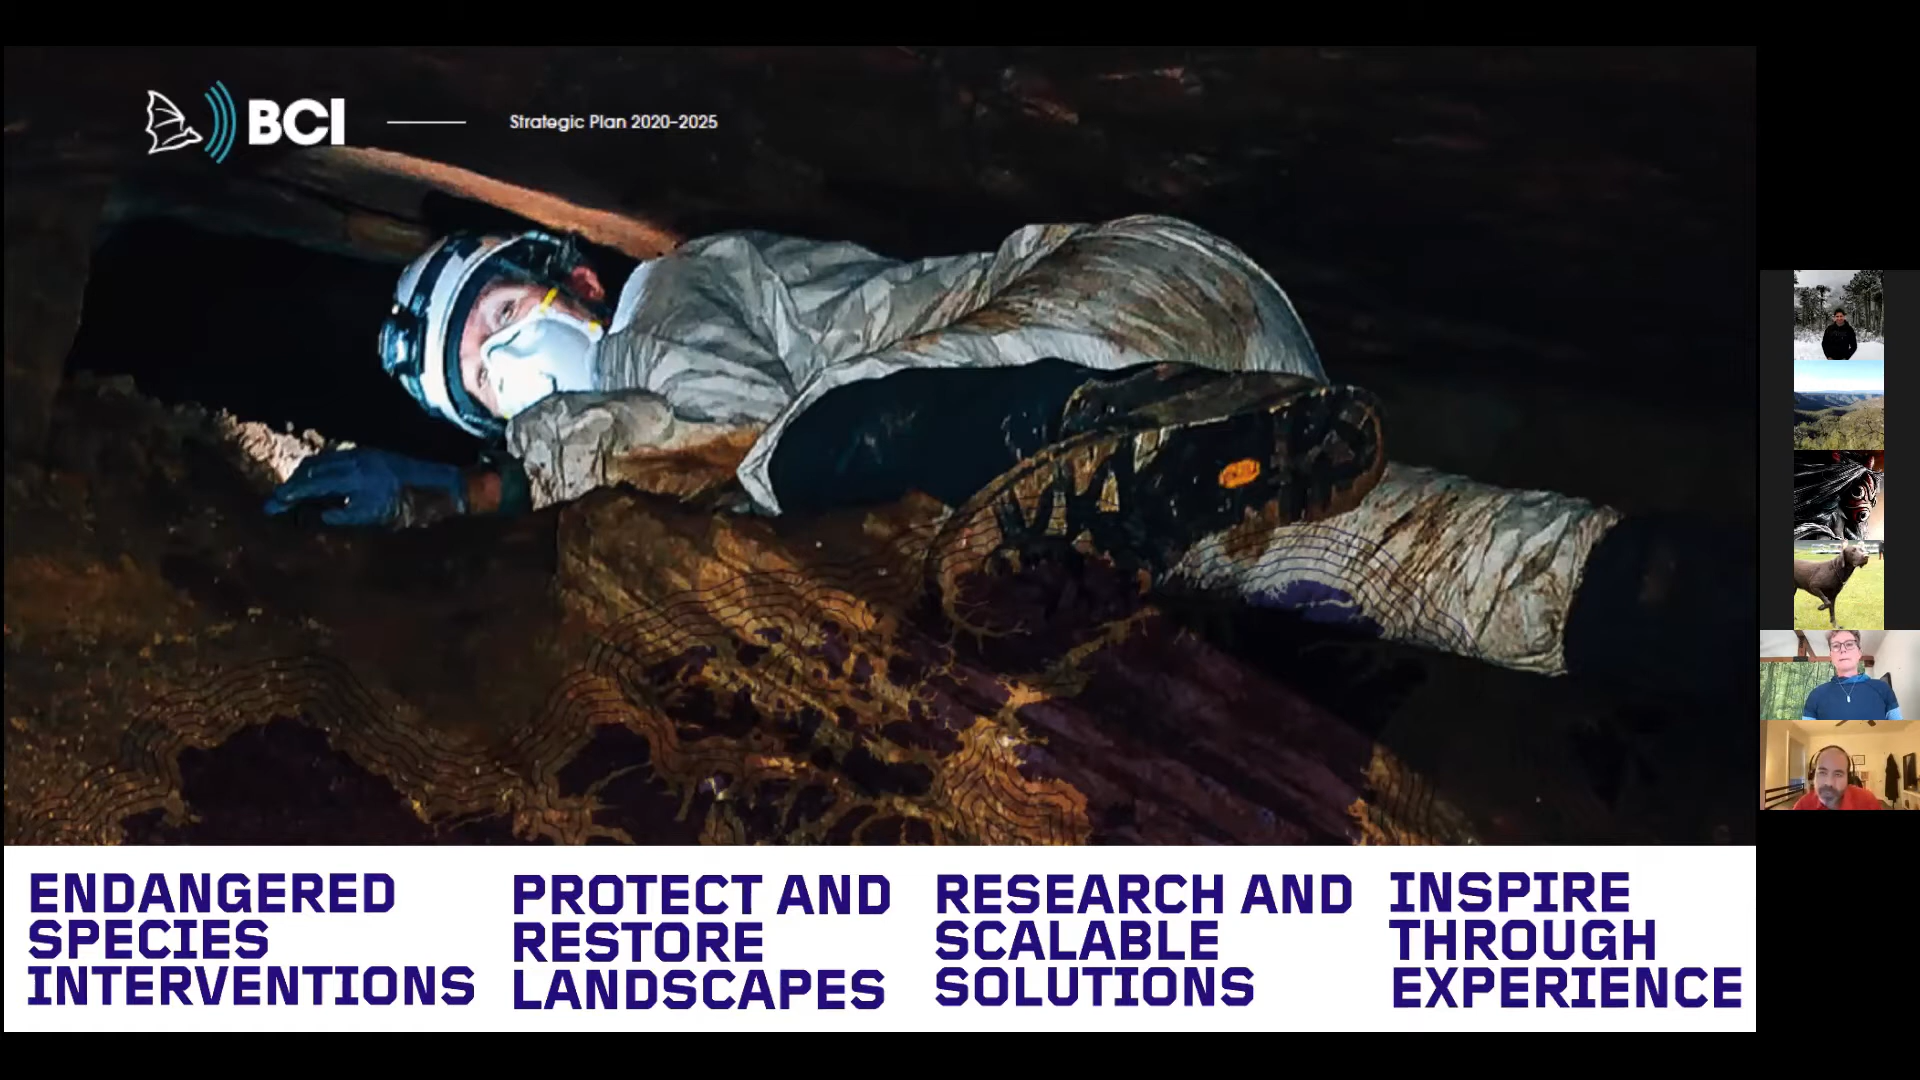 BCI
Strategic Plan 2020–2025
ENDANGERED
SPECIES
INTERVENTIONS
PROTECT AND
RESTORE
LANDSCAPES
RESEARCH AND
SCALABLE
SOLUTIONS
INSPIRE
THROUGH
EXPERIENCE